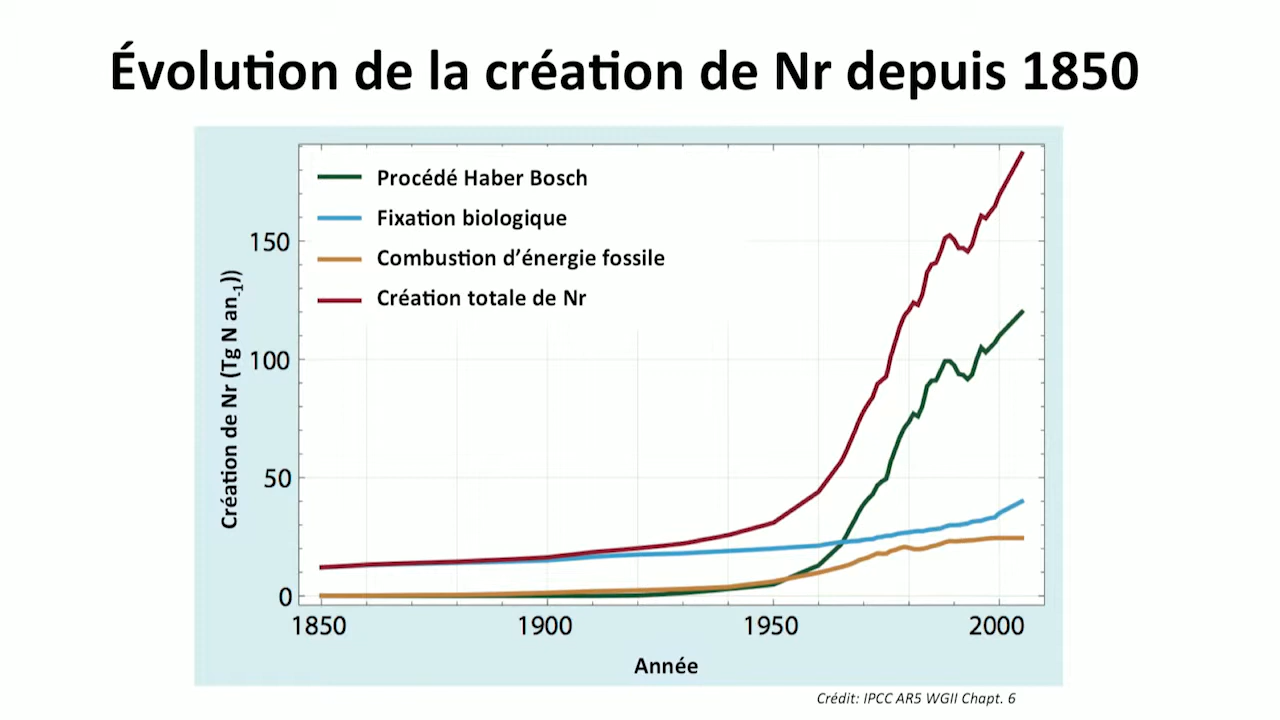 Évolution de la création de Nr depuis 1850
Procédé Haber Bosch
Fixation biologique
Combustion d'énergie fossile
Création totale de Nr
Création de Nr (Tg N an-1))
150
100
50
0
1850 1900 1950 2000
Année
Crédit: IPCC AR5 WGII Chapt. 6